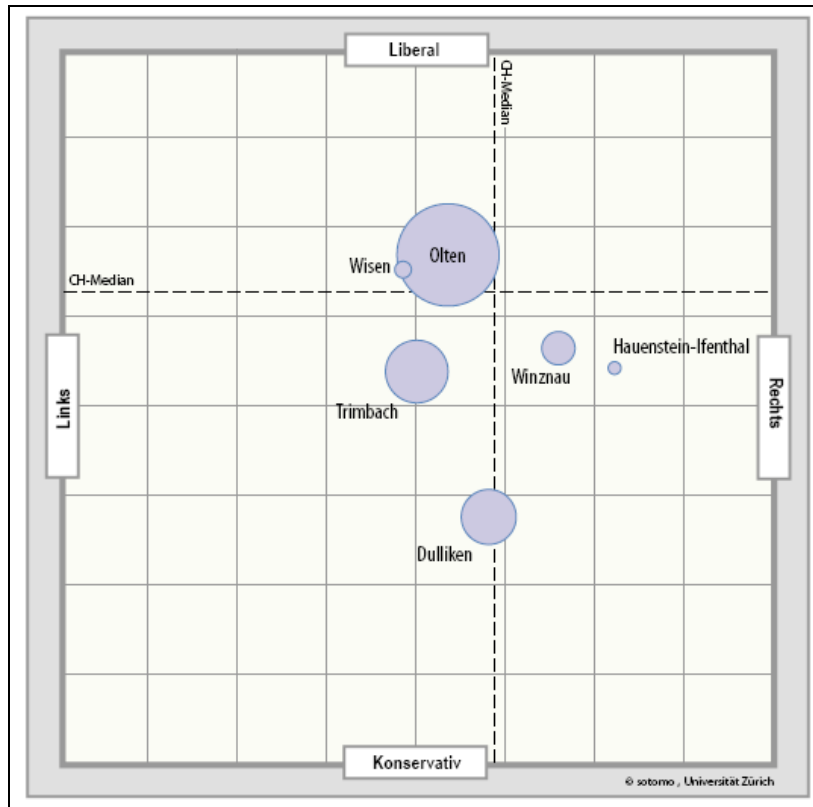 Liberal
CH-Median
Olten
Wisen
CH-Median
Hauenstein-Ifenthal
Winznau
Trimbach
Links
Rechts
Dulliken
Konservativ
© sotomo , Universität Zürich